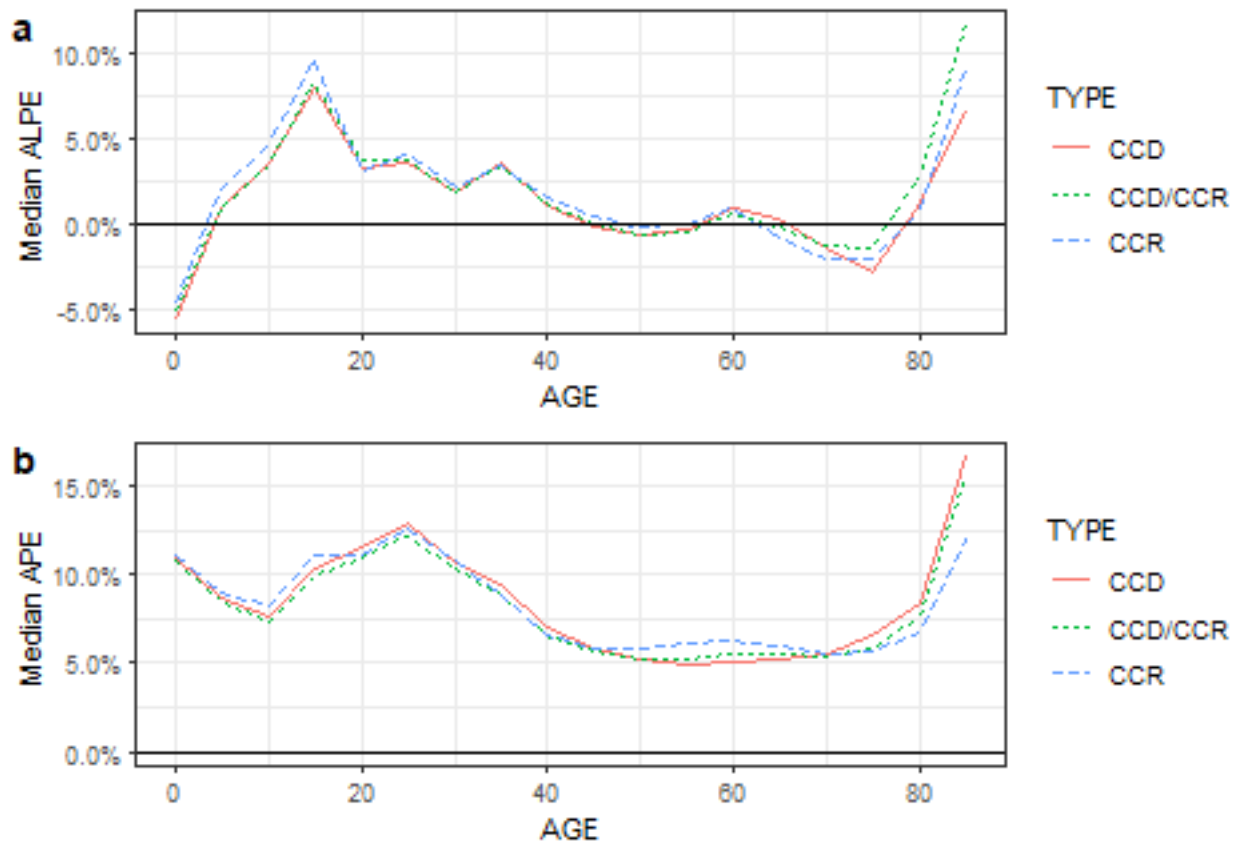 a
Median ALPE
10.0%
5.0%
0.0%
-5.0%
0 20 40 60 80
AGE
TYPE
CCD
CCD/CCR
CCR
b
Median APE
15.0%
10.0%
5.0%
0.0%
0 20 40 60 80
AGE
TYPE
CCD
CCD/CCR
CCR